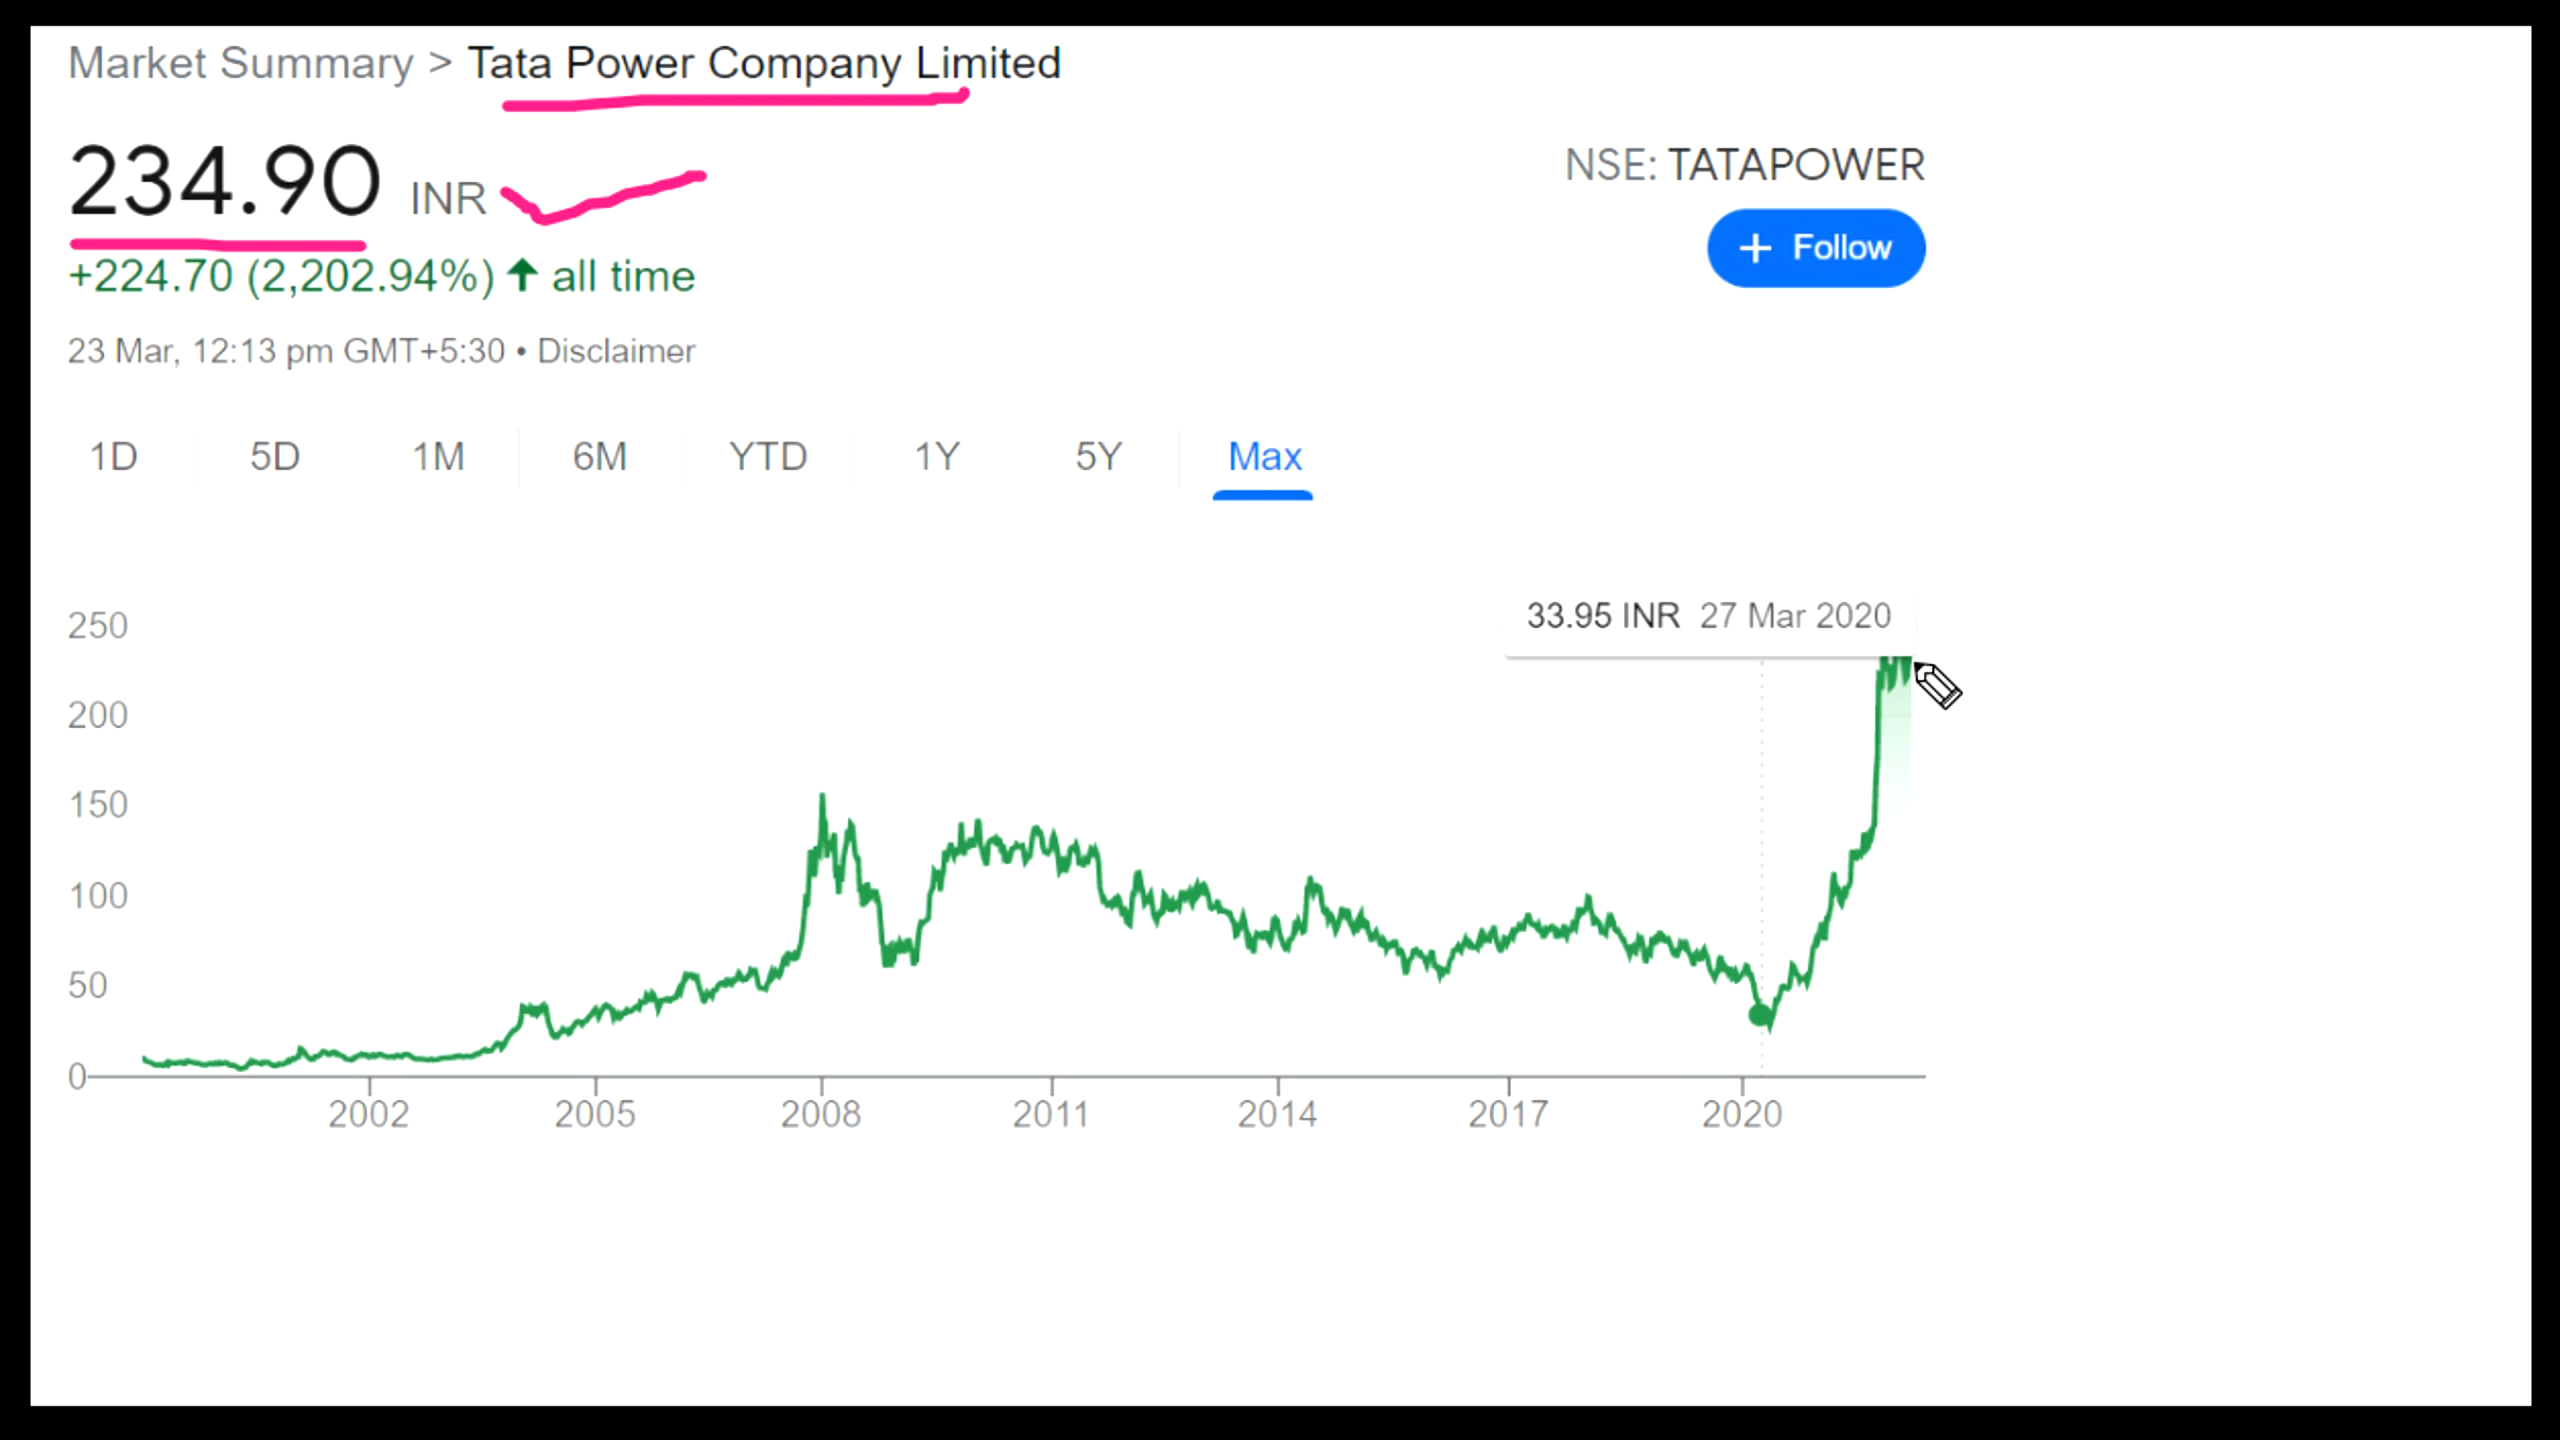 Market Summary > Tata Power Company Limited
234.90 INR
NSE: TATAPOWER
+ Follow
+224.70 (2,202.94%) ↑ all time
23 Mar, 12:13 pm GMT+5:30 • Disclaimer
1D 5D 1M 6M YTD 1Y 5Y Max
33.95 INR 27 Mar 2020
250
200
150
100
50
0
2002 2005 2008 2011 2014 2017 2020